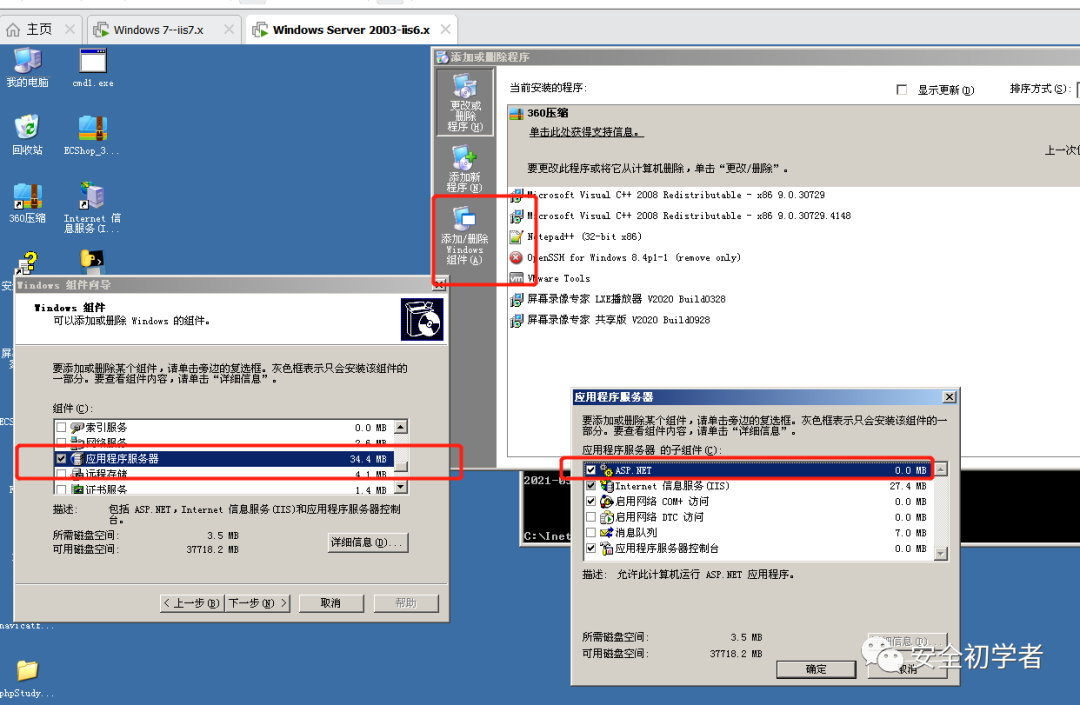 主页
Windows 7--iis7.x
Windows Server 2003-iis6.x
我的电脑
cmd1.exe
回收站
ECShop_3...
360压缩
Internet 信
息服务(I...
添加或删除程序
更改或
删除
程序(H)
添加新
程序(N)
添加/删除
Windows
组件(A)
当前安装的程序:
显示更新(D)
排序方式(S):
360压缩
单击此处获得支持信息。
上一次
要更改此程序或将它从计算机删除,单击“更改/删除”。
Microsoft Visual C++ 2008 Redistributable - x86 9.0.30729
Microsoft Visual C++ 2008 Redistributable - x86 9.0.30729.4148
Notepad++ (32-bit x86)
OpenSSH for Windows 8.4p1-1 (remove only)
VMware Tools
屏幕录像专家 LXE播放器 V2020 Build0328
屏幕录像专家 共享版 V2020 Build0928
安
屏
ECS
Windows 组件向导
Windows 组件
可以添加或删除 Windows 的组件。
要添加或删除某个组件,请单击旁边的复选框。灰色框表示只会安装该组件的
一部分。要查看组件内容,请单击“详细信息”。
组件(C):
索引服务 0.0 MB
网络服务 2.6 MB
应用程序服务器 34.4 MB
远程存储 4.1 MB
证书服务 1.4 MB
描述: 包括 ASP.NET,Internet 信息服务(IIS)和应用程序服务器控制
台。
所需磁盘空间: 3.5 MB
可用磁盘空间: 37718.2 MB
详细信息(D)...
< 上一步(B)
下一步(N) >
取消
帮助
应用程序服务器
要添加或删除某个组件,请单击旁边的复选框。灰色框表示只会安装该组件的一
部分。要查看组件内容,请单击“详细信息”。
应用程序服务器 的子组件(C):
ASP.NET 0.0 MB
Internet 信息服务(IIS) 27.4 MB
启用网络 COM+ 访问 0.0 MB
启用网络 DTC 访问 0.0 MB
消息队列 7.0 MB
应用程序服务器控制台 0.0 MB
描述: 允许此计算机运行 ASP.NET 应用程序。
所需磁盘空间: 3.5 MB
可用磁盘空间: 37718.2 MB
确定
取消
2021-0
C:\Inet
navicat...
phpStudy...
安全初学者